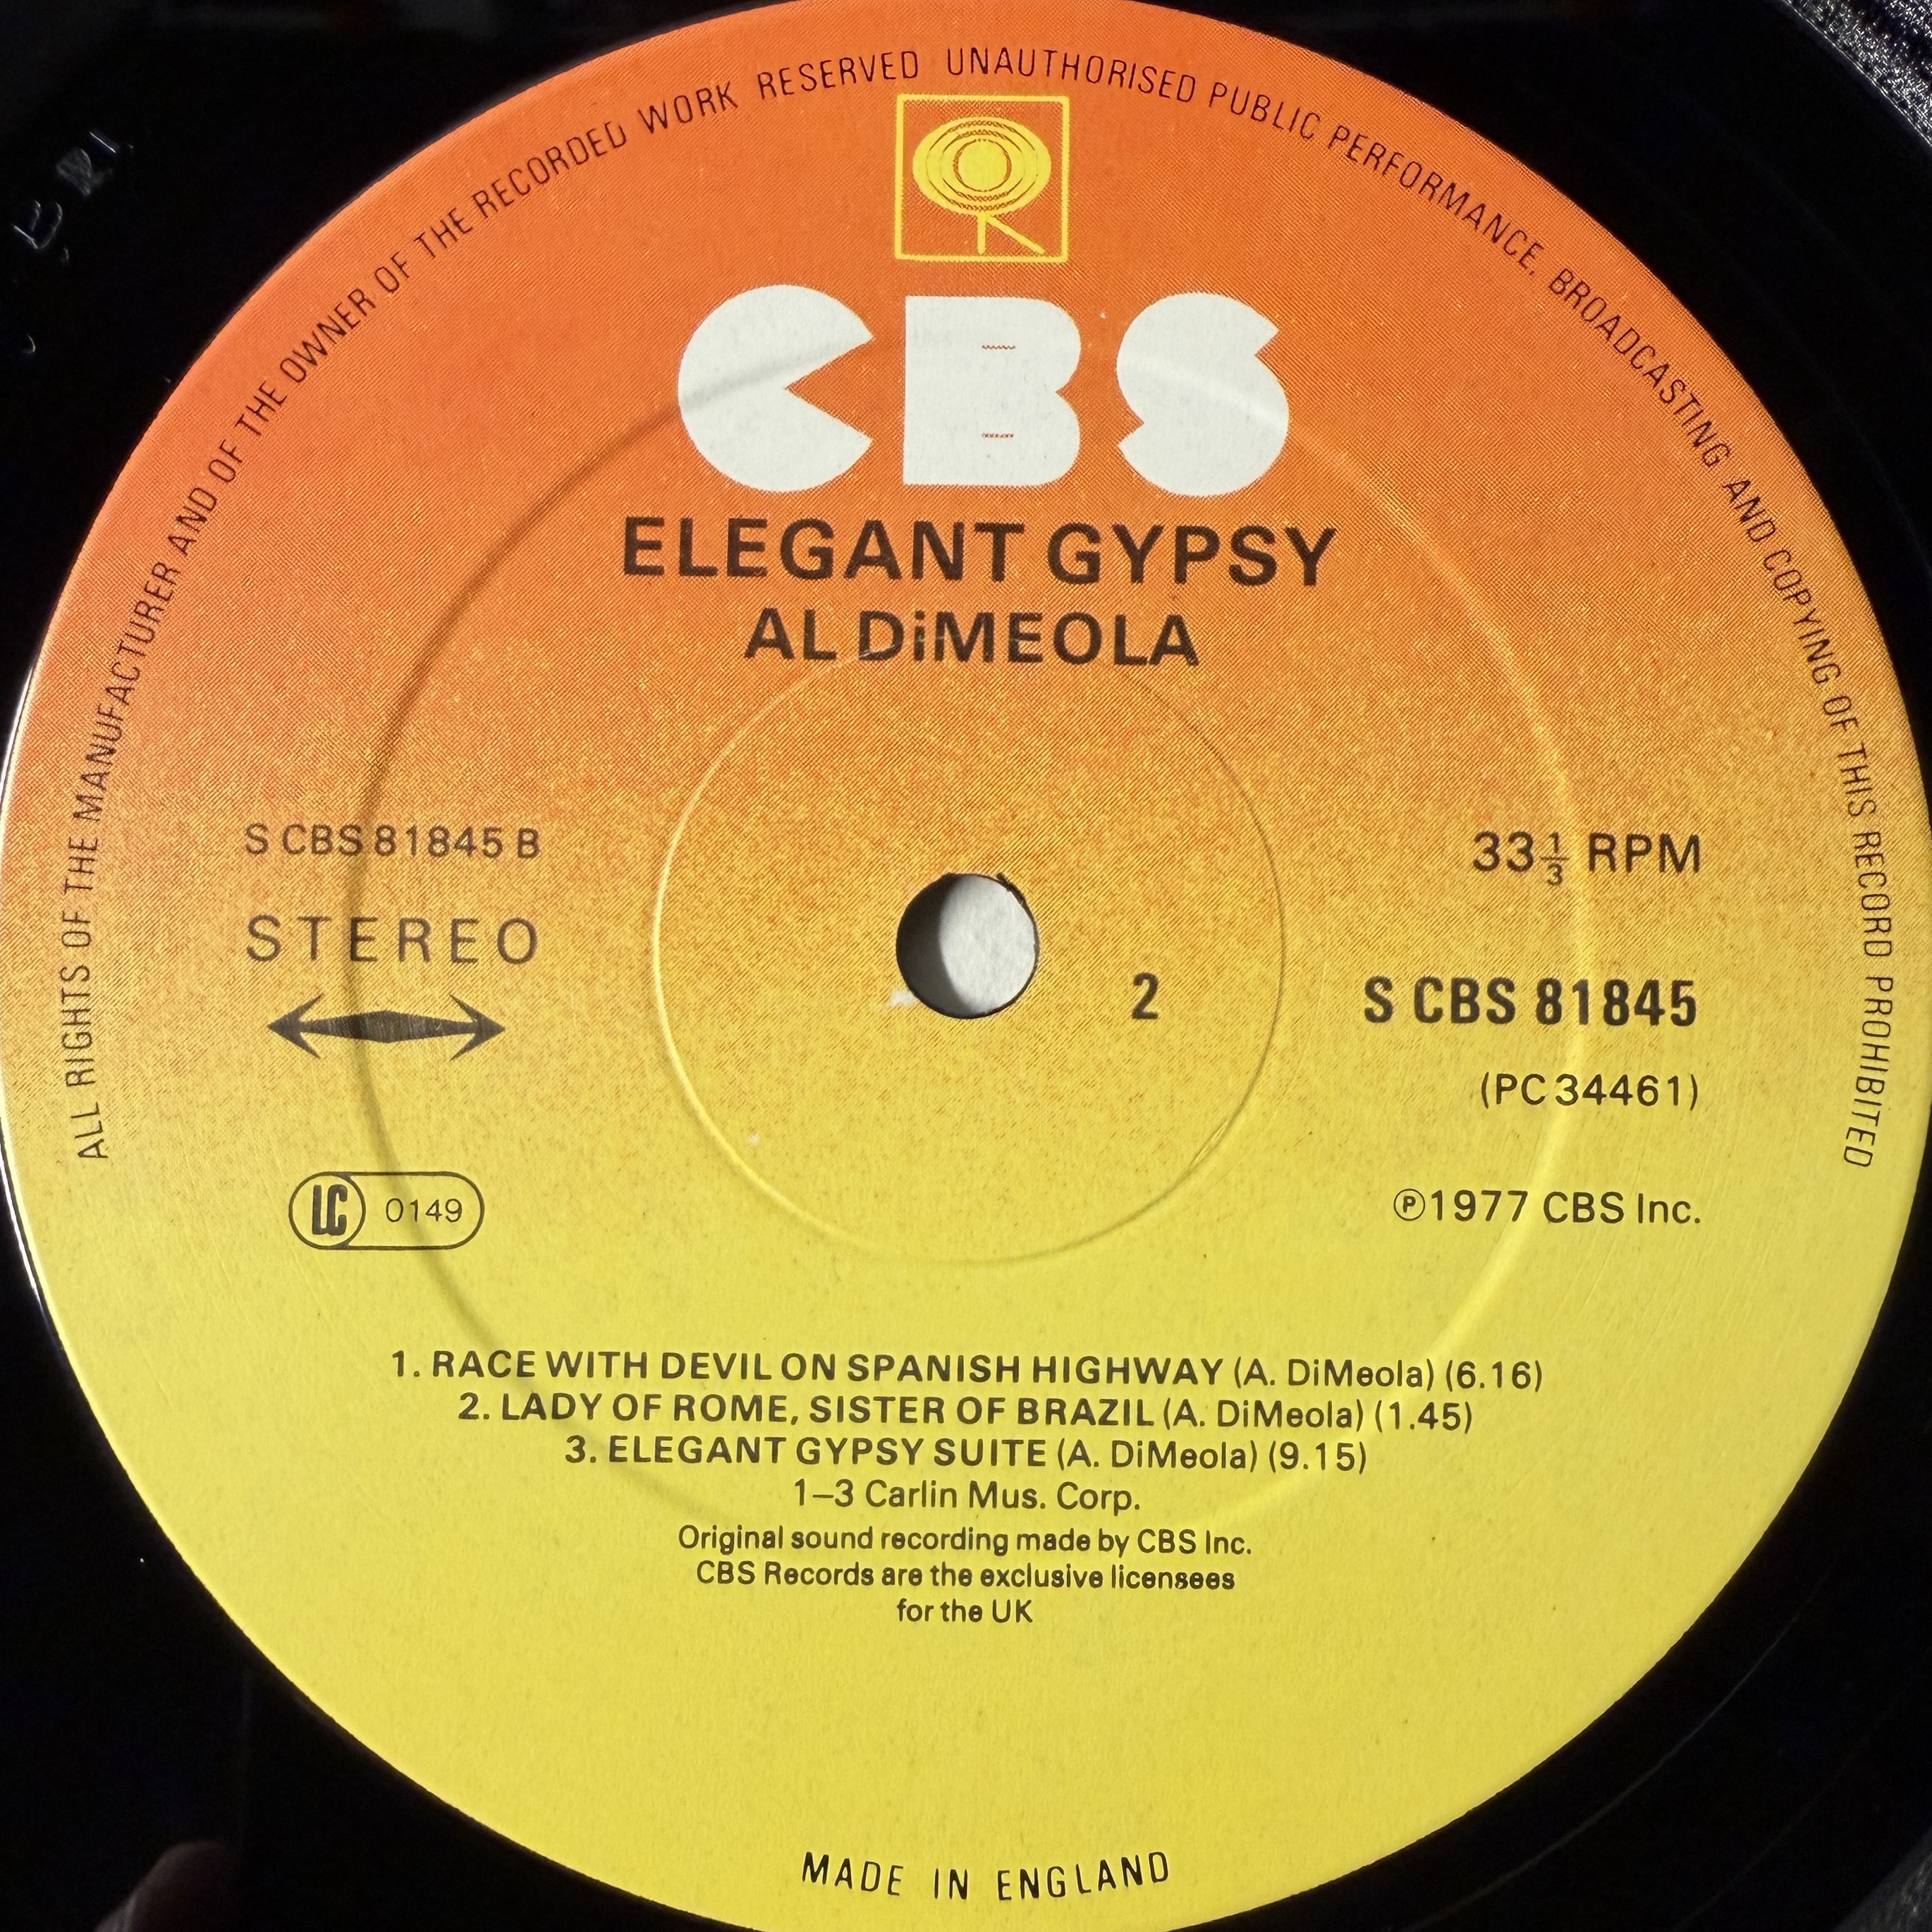 ALL RIGHTS OF THE MANUFACTURER AND OF THE OWNER OF THE RECORDED WORK RESERVED UNAUTHORISED PUBLIC PERFORMANCE. BROADCASTING AND COPYING OF THIS RECORD PROHIBITED
CBS
ELEGANT GYPSY
AL DiMEOLA
S CBS 81845 B
STEREO
33⅓ RPM
2
S CBS 81845
(PC 34461)
LC 0149
℗1977 CBS Inc.
1. RACE WITH DEVIL ON SPANISH HIGHWAY (A. DiMeola) (6.16)
2. LADY OF ROME, SISTER OF BRAZIL (A. DiMeola) (1.45)
3. ELEGANT GYPSY SUITE (A. DiMeola) (9.15)
1–3 Carlin Mus. Corp.
Original sound recording made by CBS Inc.
CBS Records are the exclusive licensees
for the UK
MADE IN ENGLAND